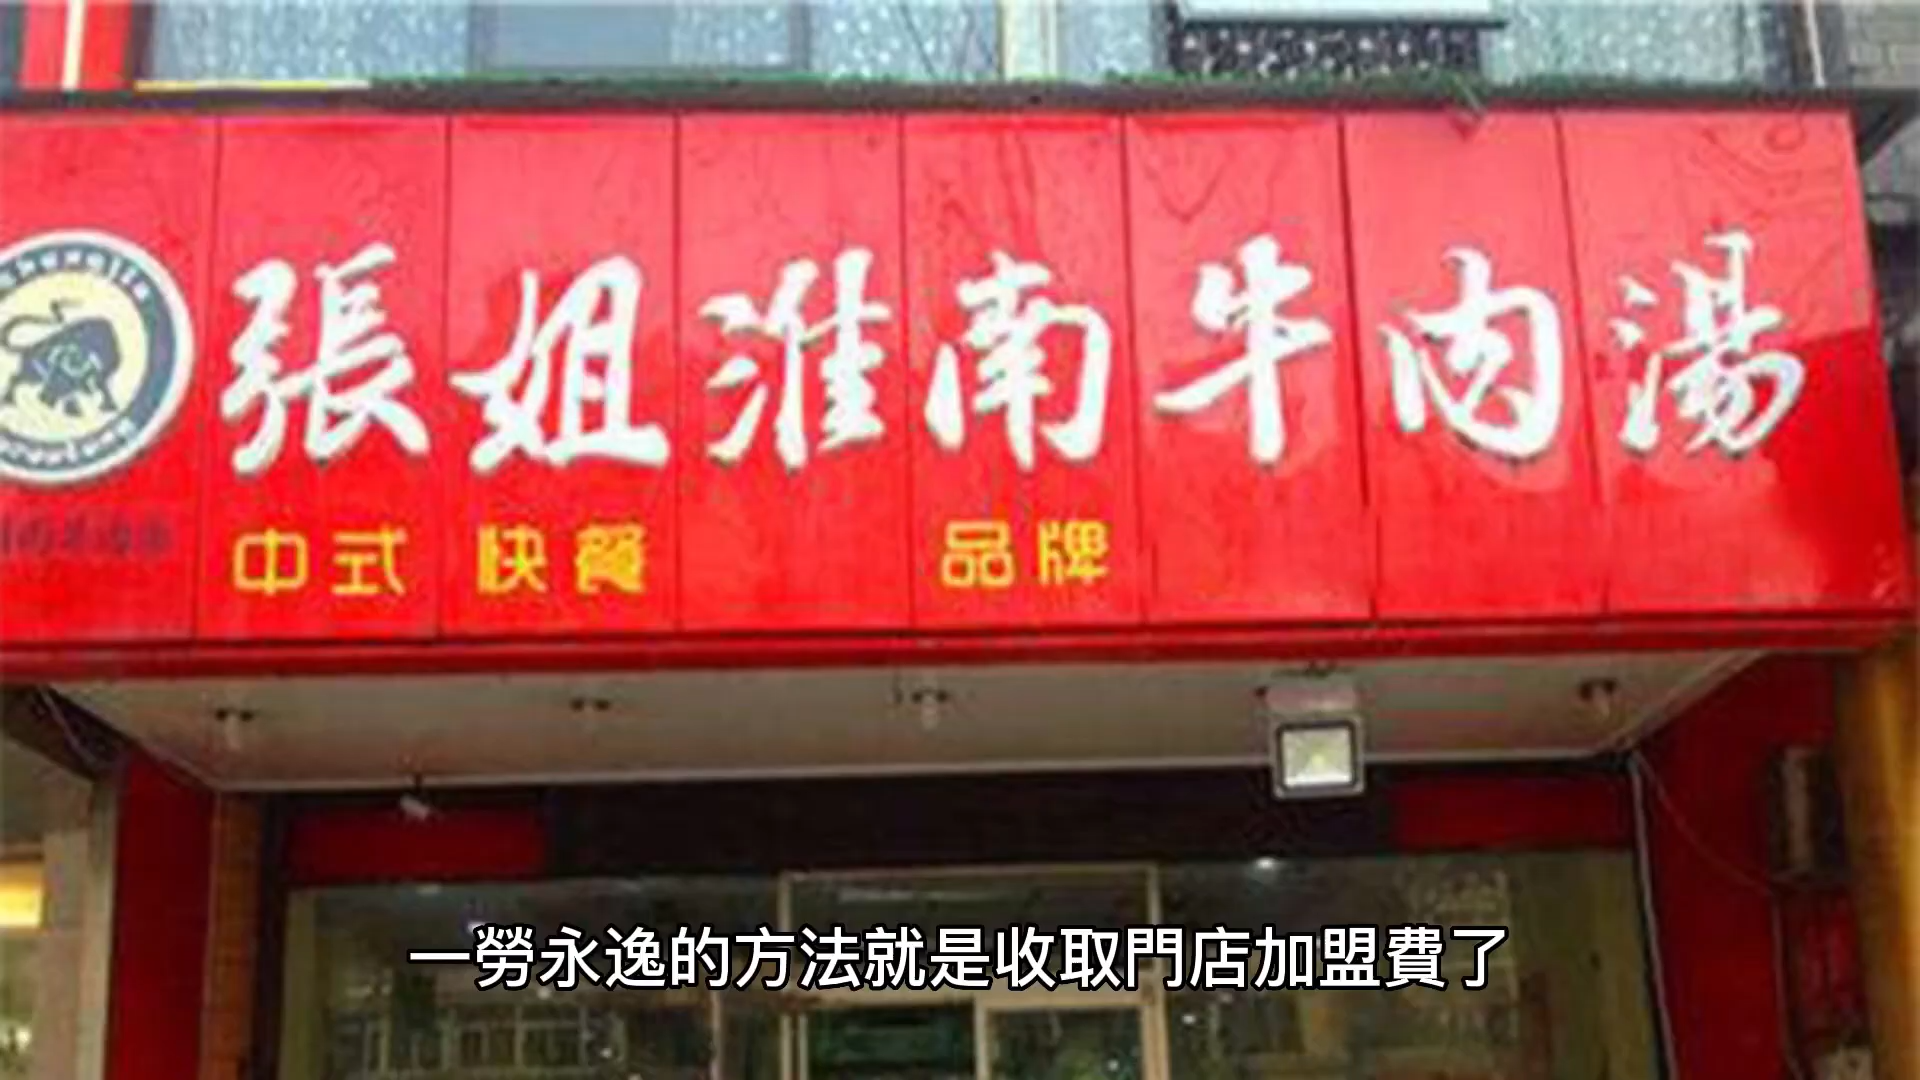 張姐淮南牛肉湯
中式快餐 品牌
一勞永逸的方法就是收取門店加盟費了